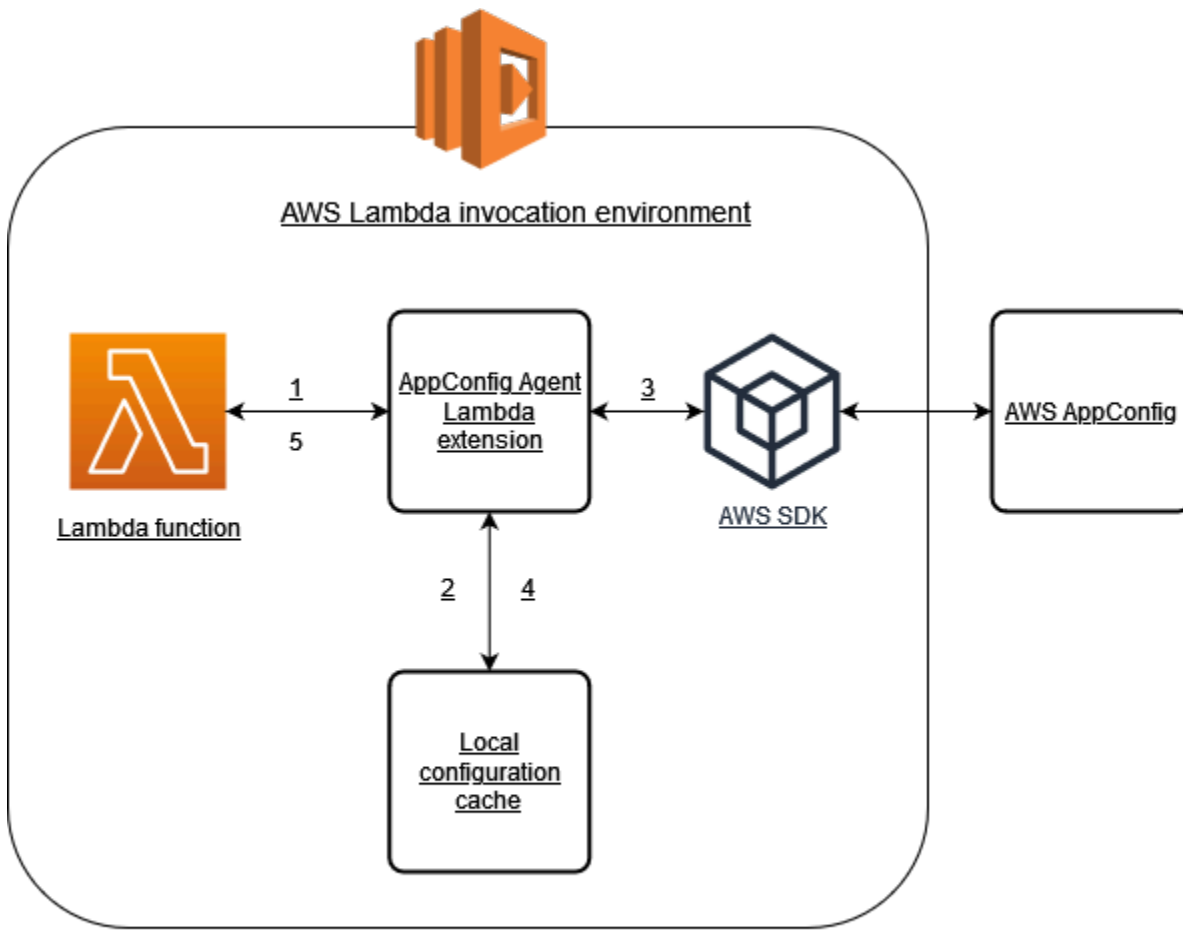 AWS Lambda invocation environment
1
5
AppConfig Agent
Lambda
extension
3
AWS AppConfig
Lambda function
AWS SDK
2
4
Local
configuration
cache